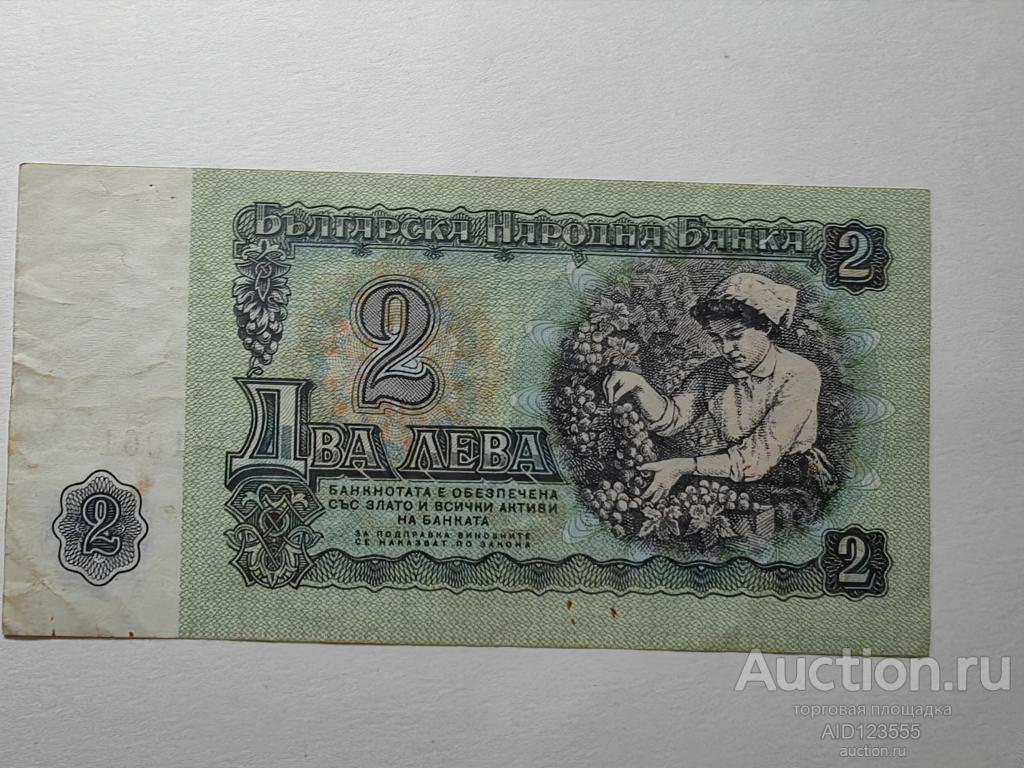 Българска Народна Банка
2
2
Два лева
Банкнотата е обезпечена
със злато и всички активи
на банката
За подправка виновните
се наказват по закона
2
2
Auction.ru
торговая площадка
AID123555
auction.ru